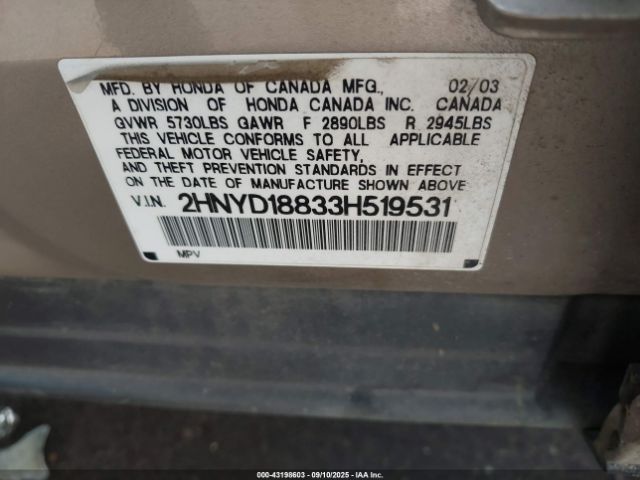 MFD. BY HONDA OF CANADA MFG., 02/03
A DIVISION OF HONDA CANADA INC. CANADA
GVWR 5730LBS GAWR F 2890LBS R 2945LBS
THIS VEHICLE CONFORMS TO ALL APPLICABLE
FEDERAL MOTOR VEHICLE SAFETY,
AND THEFT PREVENTION STANDARDS IN EFFECT
ON THE DATE OF MANUFACTURE SHOWN ABOVE
V.I.N. 2HNYD18833H519531
MPV
000-43198603 - 09/10/2025 - IAA Inc.